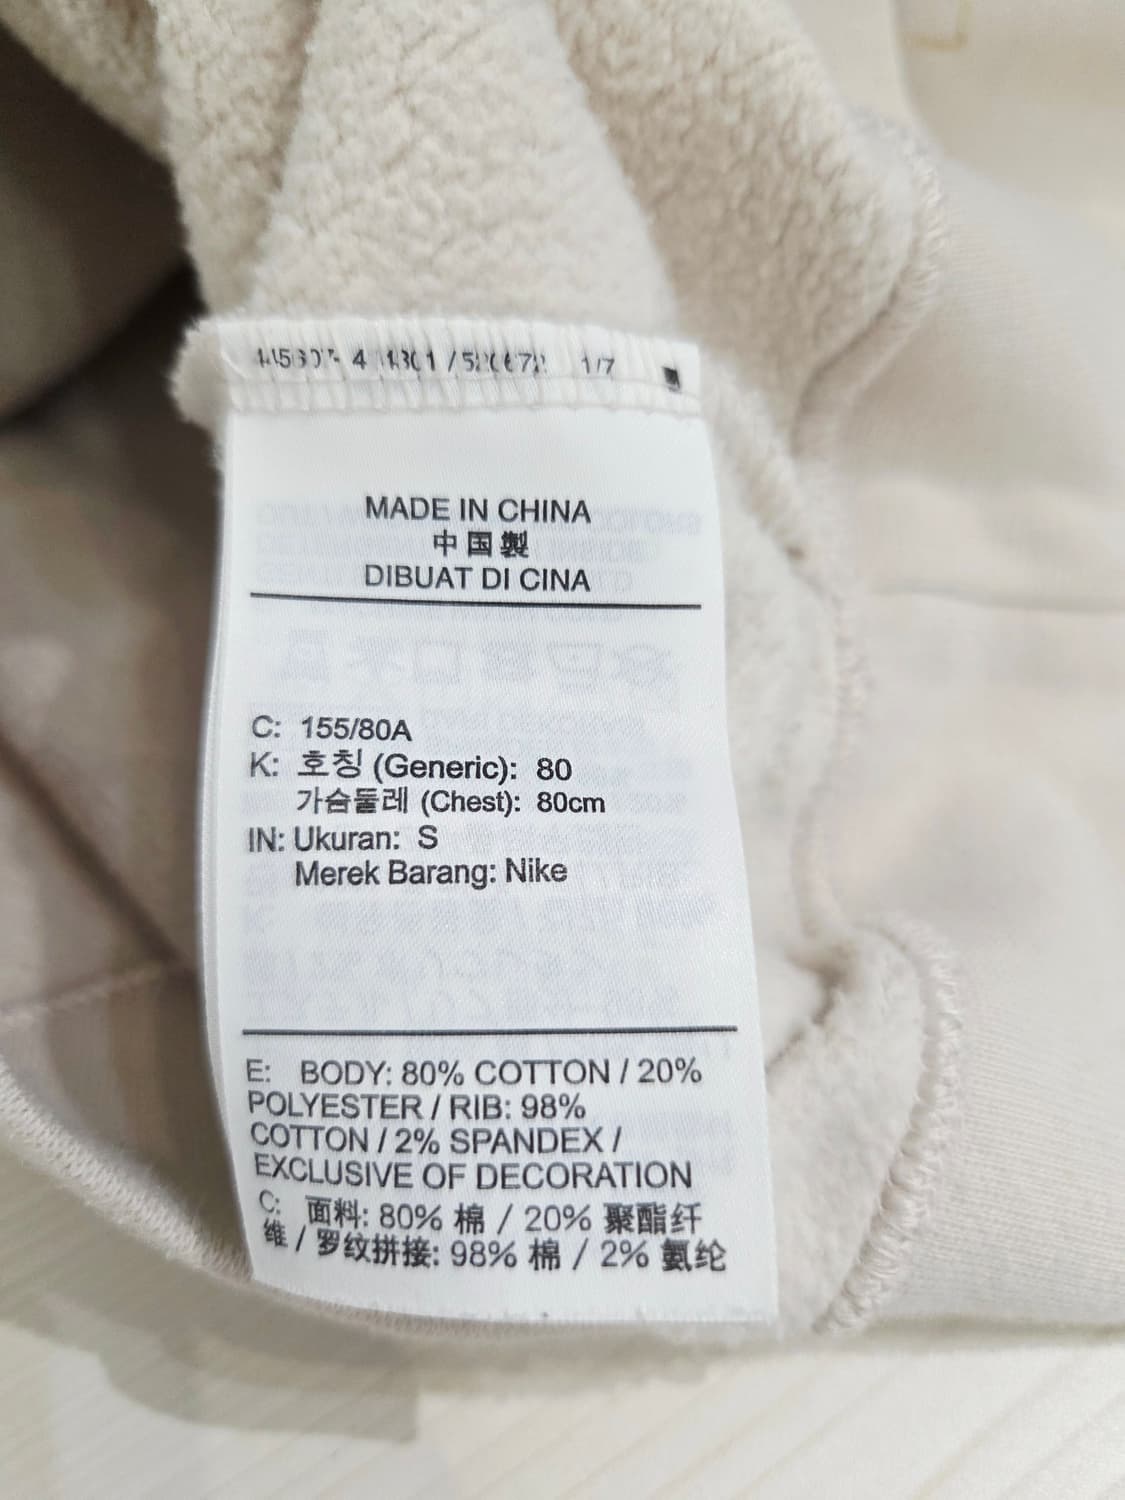 1/7
MADE IN CHINA
中国製
DIBUAT DI CINA
C: 155/80A
K: 호칭 (Generic): 80
가슴둘레 (Chest): 80cm
IN: Ukuran: S
Merek Barang: Nike
E: BODY: 80% COTTON / 20%
POLYESTER / RIB: 98%
COTTON / 2% SPANDEX /
EXCLUSIVE OF DECORATION
C: 面料: 80% 棉 / 20% 聚酯纤
维 / 罗纹拼接: 98% 棉 / 2% 氨纶